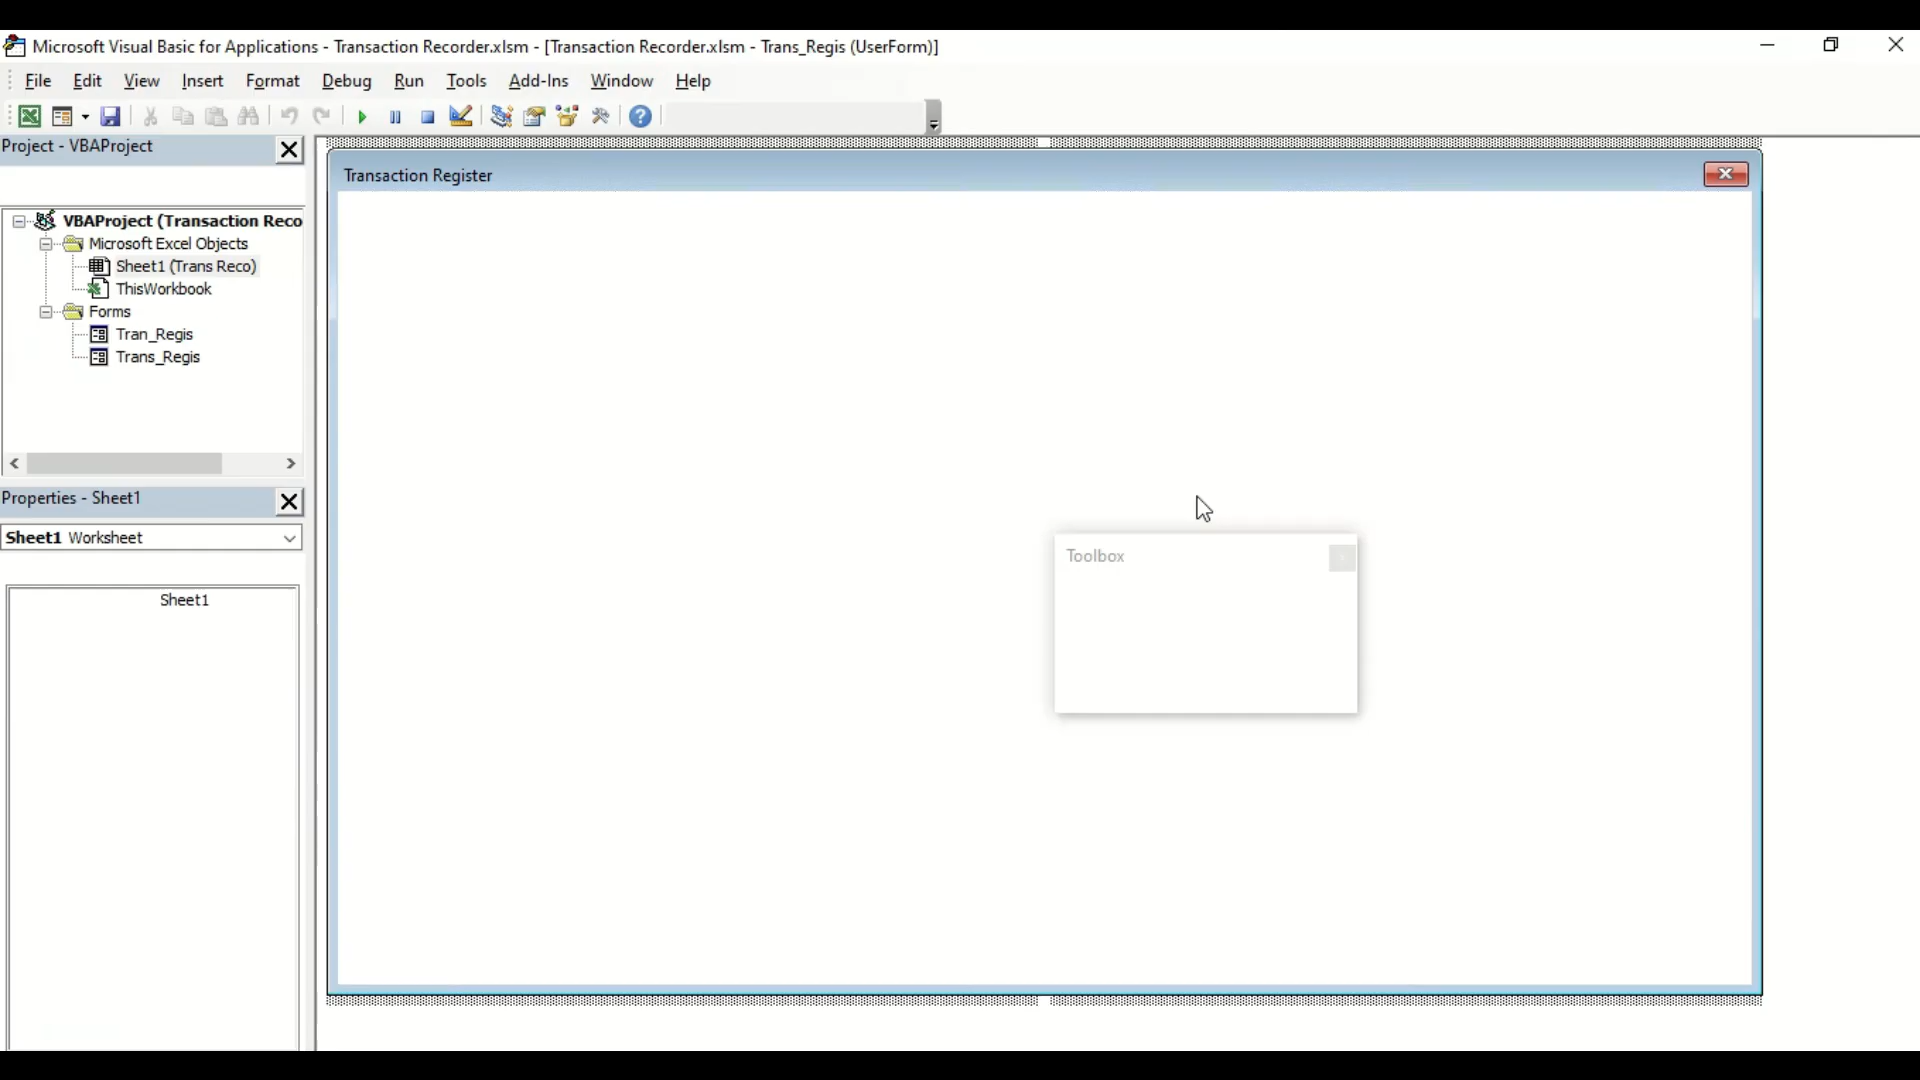 Microsoft Visual Basic for Applications - Transaction Recorder.xlsm - [Transaction Recorder.xlsm - Trans_Regis (UserForm)]
File Edit View Insert Format Debug Run Tools Add-Ins Window Help
Project - VBAProject
Transaction Register
VBAProject (Transaction Reco
Microsoft Excel Objects
Sheet1 (Trans Reco)
ThisWorkbook
Forms
Tran_Regis
Trans_Regis
Properties - Sheet1
Sheet1 Worksheet
Toolbox
Sheet1